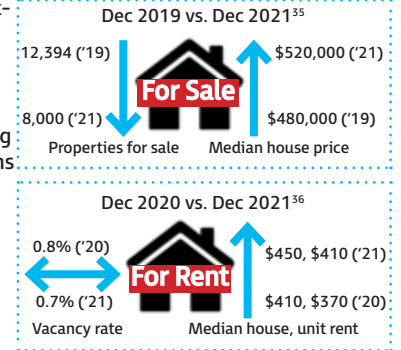 -
Dec 2019 vs. Dec 2021³⁵
12,394 (‘19)
$520,000 (‘21)
For Sale
8,000 (‘21)
$480,000 (‘19)
Properties for sale
Median house price
Dec 2020 vs. Dec 2021³⁶
0.8% (‘20)
$450, $410 (‘21)
For Rent
0.7% (‘21)
$410, $370 (‘20)
Vacancy rate
Median house, unit rent